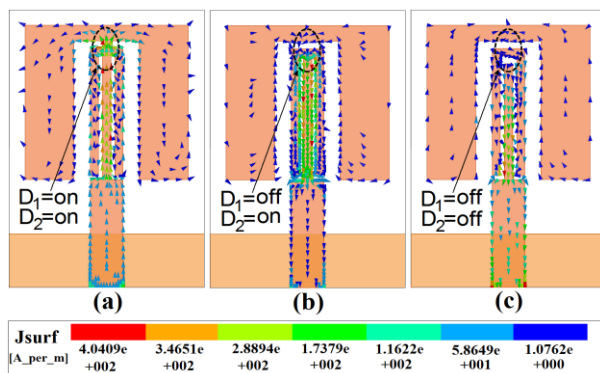 D1=on
D2=on
D1=off
D2=on
D1=off
D2=off
(a) (b) (c)
Jsurf
[A_per_m]
4.0409e 3.4651e 2.8894e 1.7379e 1.1622e 5.8649e 1.0762e
+002 +002 +002 +002 +002 +001 +000